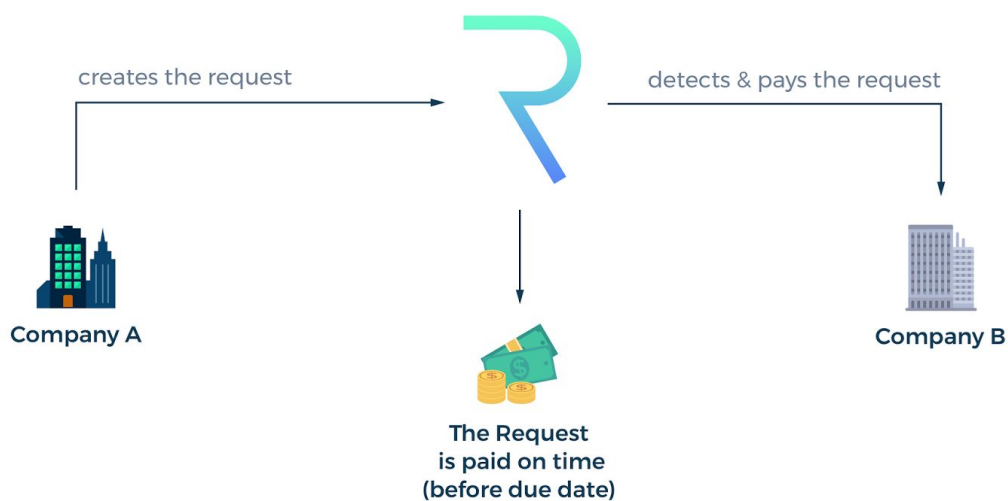 creates the request
detects & pays the request
Company A
Company B
The Request
is paid on time
(before due date)